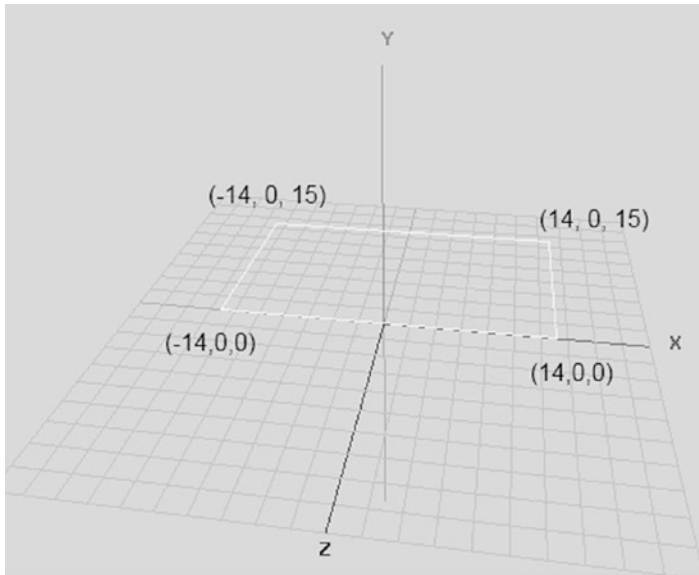 Y
(-14, 0, 15)
(14, 0, 15)
(-14,0,0)
X
(14,0,0)
Z